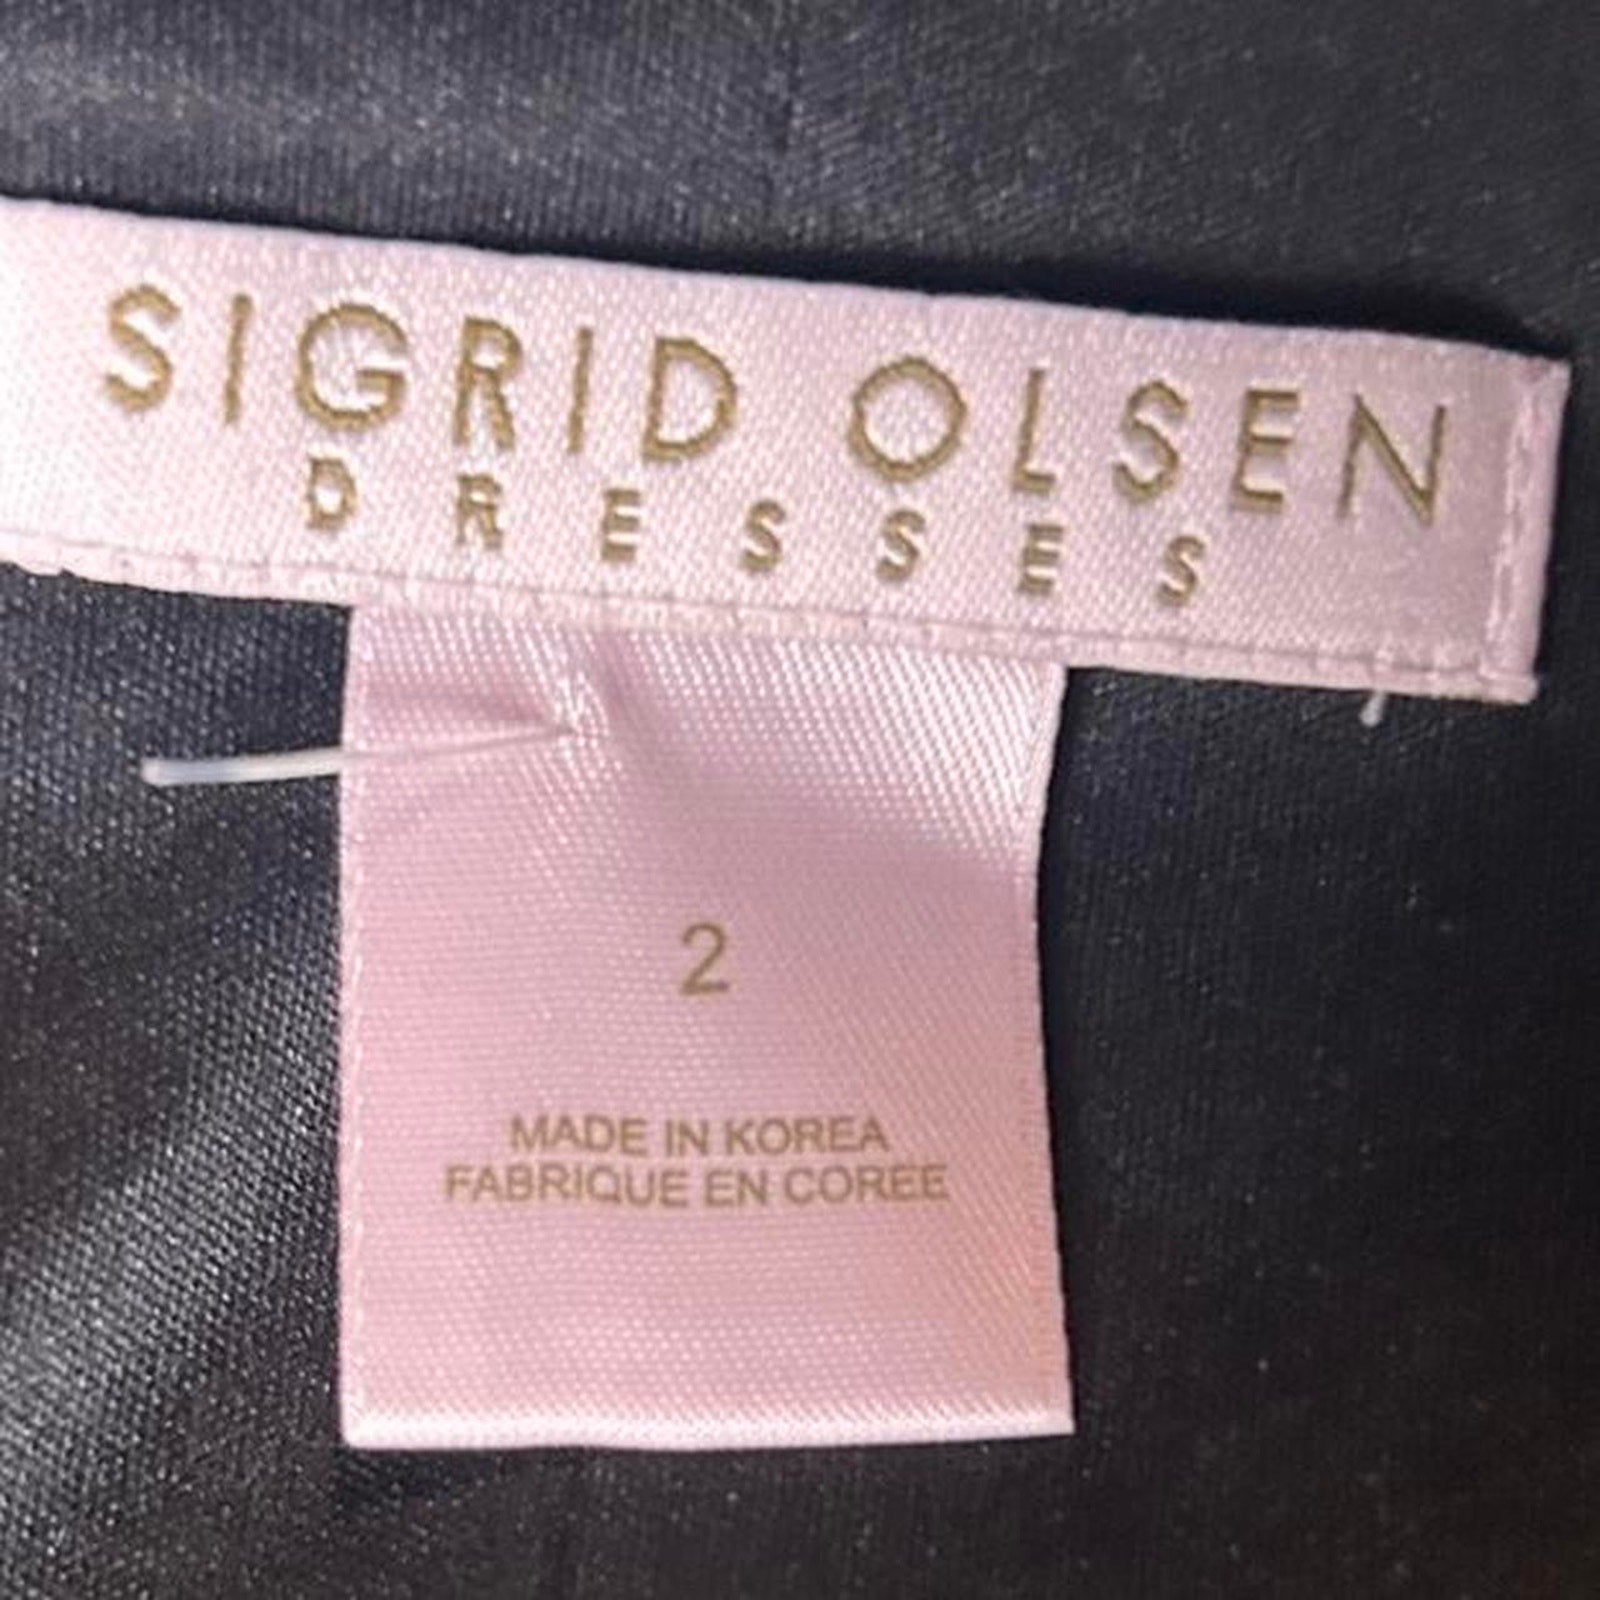 SIGRID OLSEN
DRESSES
2
MADE IN KOREA
FABRIQUE EN COREE